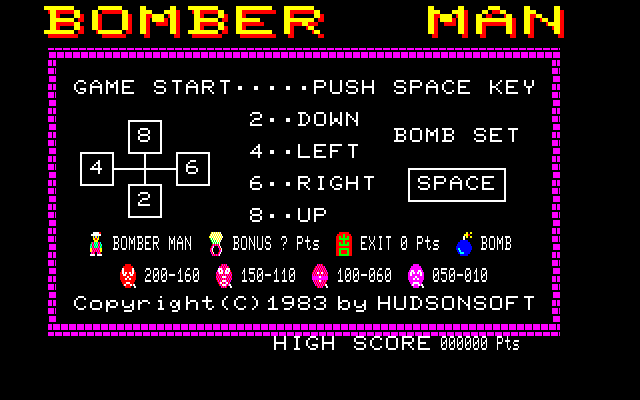 BOMBER MAN
GAME START·····PUSH SPACE KEY
2··DOWN
BOMB SET
8
4··LEFT
4 6
6··RIGHT
SPACE
2
8··UP
BOMBER MAN BONUS ? Pts EXIT 0 Pts BOMB
200-160 150-110 100-060 050-010
Copyright(C)1983 by HUDSONSOFT
HIGH SCORE 000000 Pts